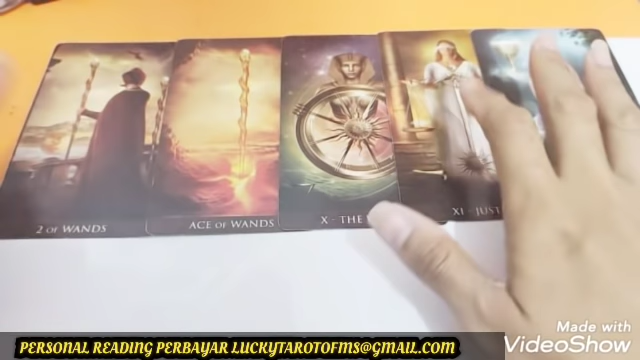 2 OF WANDS
ACE OF WANDS
X - THE
XI - JUST
Made with
VideoShow
PERSONAL READING PERBAYAR LUCKYTAROTOFMS@GMAIL.COM